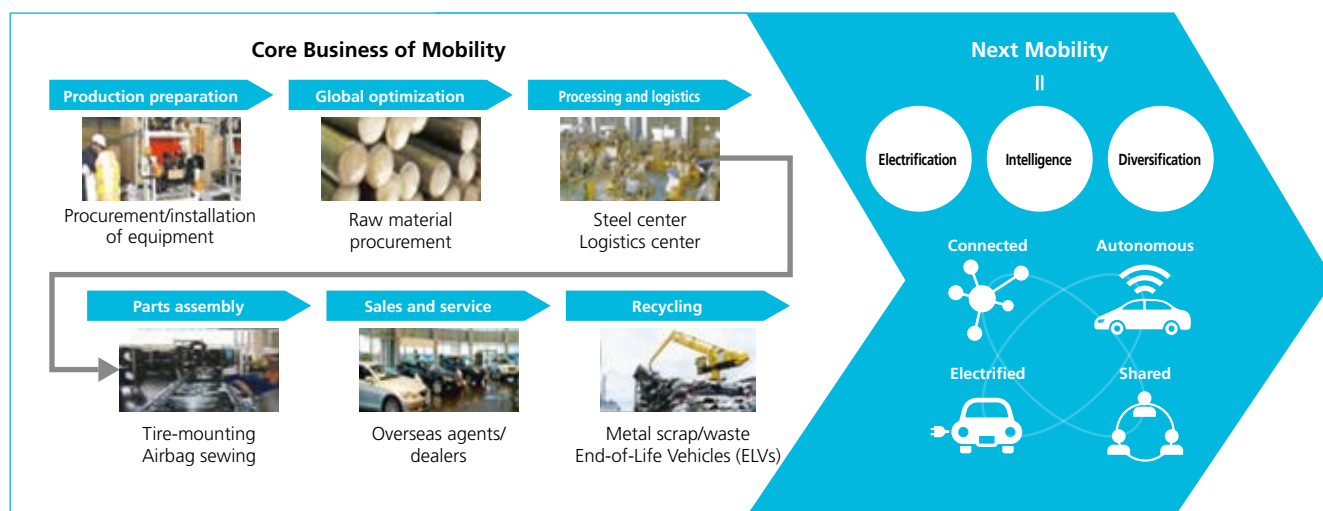 Core Business of Mobility
Production preparation
Global optimization
Processing and logistics
Procurement/installation
of equipment
Raw material
procurement
Steel center
Logistics center
Parts assembly
Sales and service
Recycling
Tire-mounting
Airbag sewing
Overseas agents/
dealers
Metal scrap/waste
End-of-Life Vehicles (ELVs)
Next Mobility
=
Electrification
Intelligence
Diversification
Connected
Autonomous
Electrified
Shared